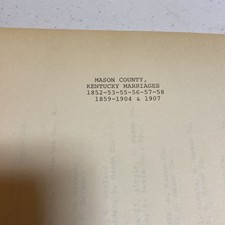 MASON COUNTY,
KENTUCKY MARRIAGES
1852-53-55-56-57-58
1859-1904 & 1907